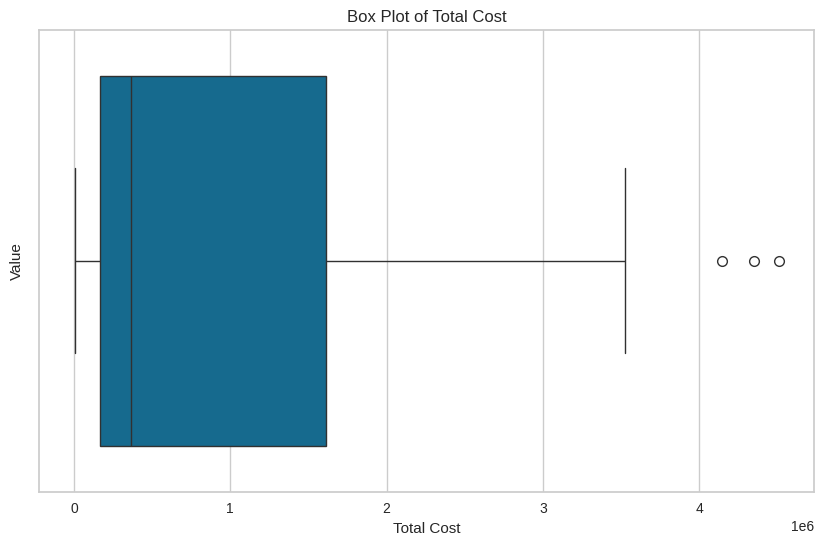 Box Plot of Total Cost
Value
0 1 2 3 4
1e6
Total Cost